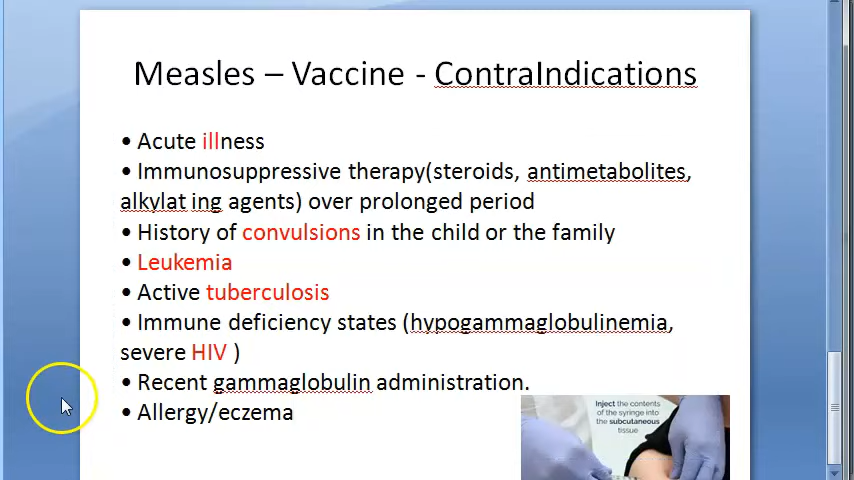 Measles – Vaccine - ContraIndications
• Acute illness
• Immunosuppressive therapy(steroids, antimetabolites,
alkylat ing agents) over prolonged period
• History of convulsions in the child or the family
• Leukemia
• Active tuberculosis
• Immune deficiency states (hypogammaglobulinemia,
severe HIV )
• Recent gammaglobulin administration.
• Allergy/eczema
Inject the contents
of the syringe into
the subcutaneous
tissue